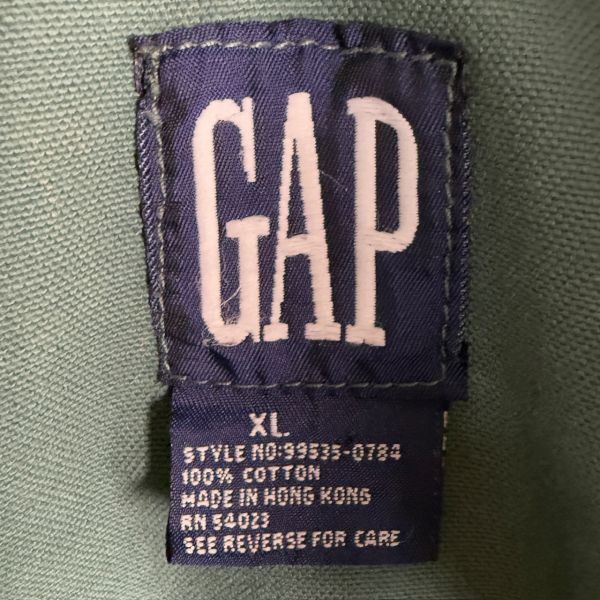 GAP
XL
STYLE NO:99535-0784
100% COTTON
MADE IN HONG KONG
RN 54023
SEE REVERSE FOR CARE